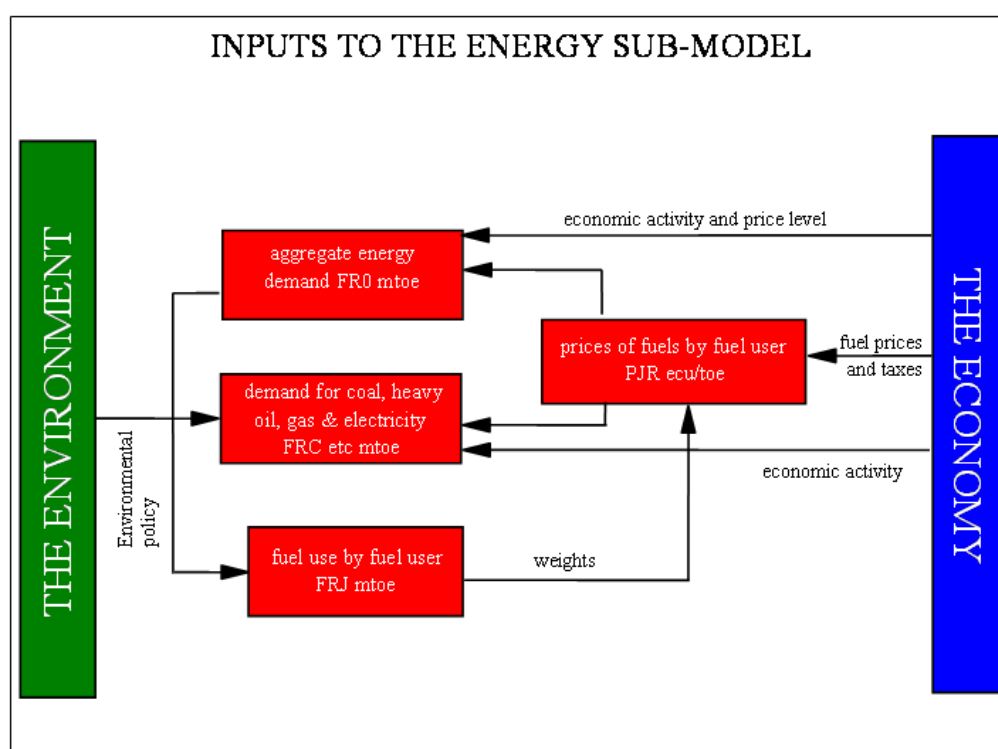 INPUTS TO THE ENERGY SUB-MODEL
THE ENVIRONMENT
THE ECONOMY
economic activity and price level
aggregate energy
demand FR0 mtoe
prices of fuels by fuel user
PJR ecu/toe
fuel prices
and taxes
demand for coal, heavy
oil, gas & electricity
FRC etc mtoe
economic activity
Environmental
policy
fuel use by fuel user
FRJ mtoe
weights